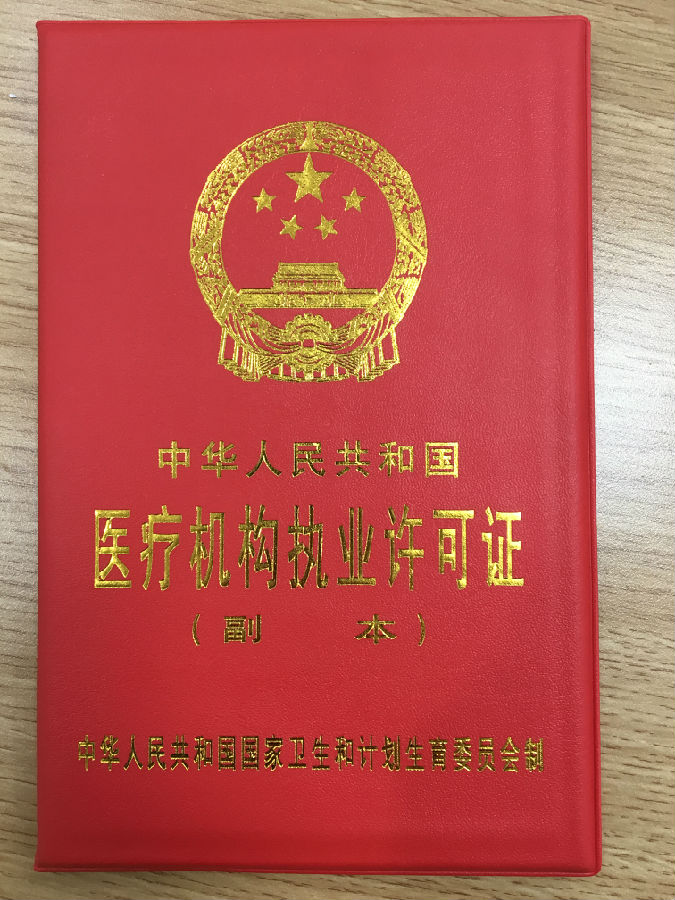 中华人民共和国
医疗机构执业许可证
（副 本）
中华人民共和国国家卫生和计划生育委员会制